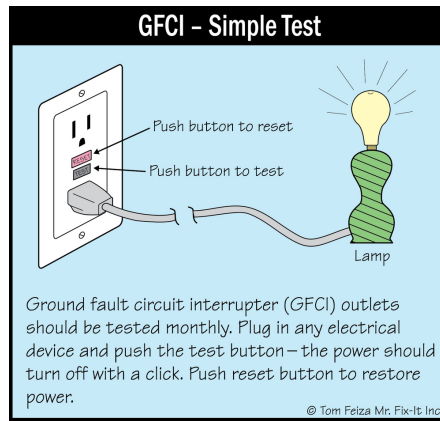 GFCI – Simple Test
Push button to reset
RESET
TEST
Push button to test
Lamp
Ground fault circuit interrupter (GFCI) outlets
should be tested monthly. Plug in any electrical
device and push the test button – the power should
turn off with a click. Push reset button to restore
power.
© Tom Feiza Mr. Fix-It Inc